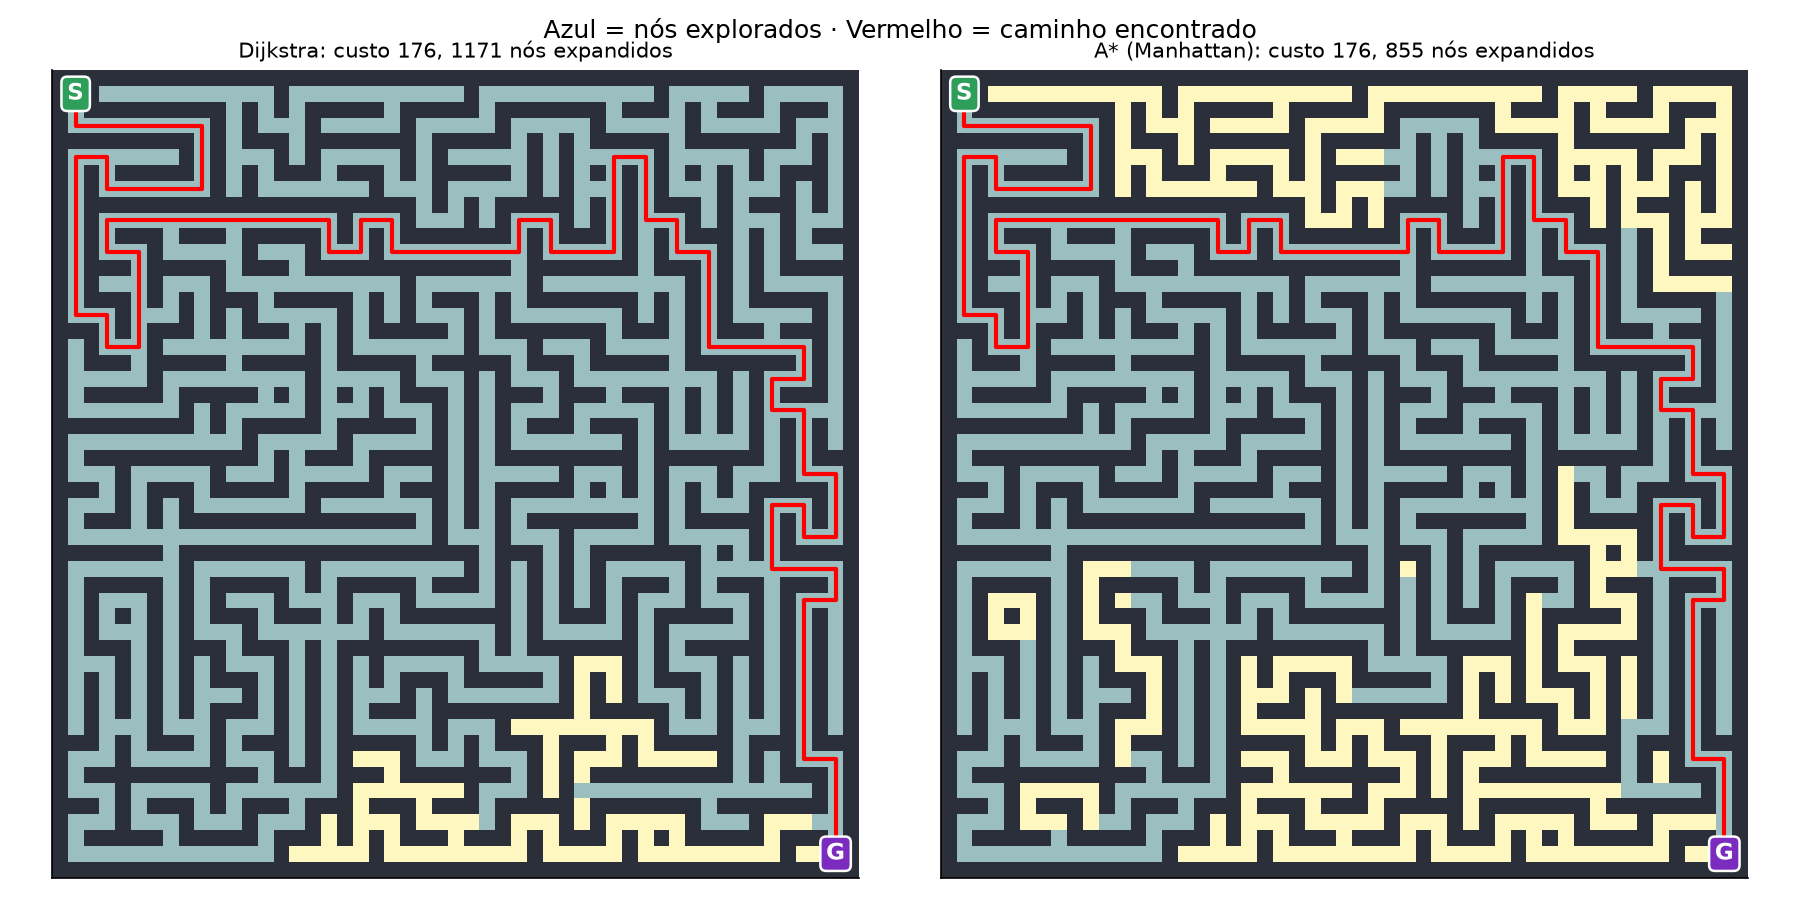 Azul = nós explorados · Vermelho = caminho encontrado
Dijkstra: custo 176, 1171 nós expandidos
A* (Manhattan): custo 176, 855 nós expandidos
S
S
G
G